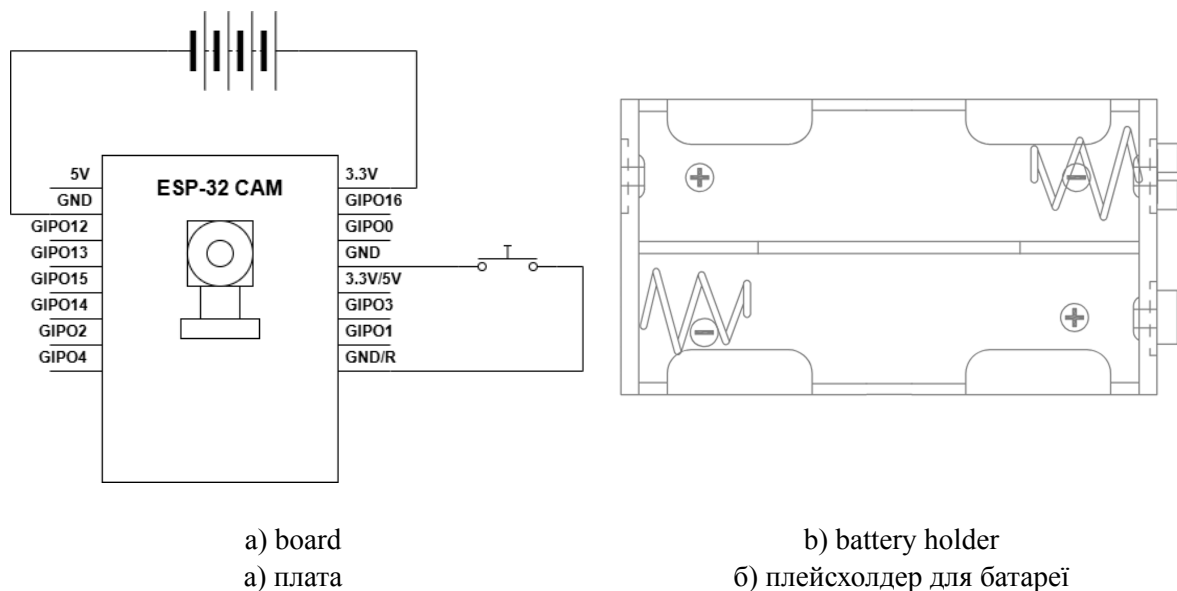 ESP-32 CAM
5V
GND
GIPO12
GIPO13
GIPO15
GIPO14
GIPO2
GIPO4
3.3V
GIPO16
GIPO0
GND
3.3V/5V
GIPO3
GIPO1
GND/R
T
+
−
−
+
a) board
а) плата
b) battery holder
б) плейсхолдер для батареї